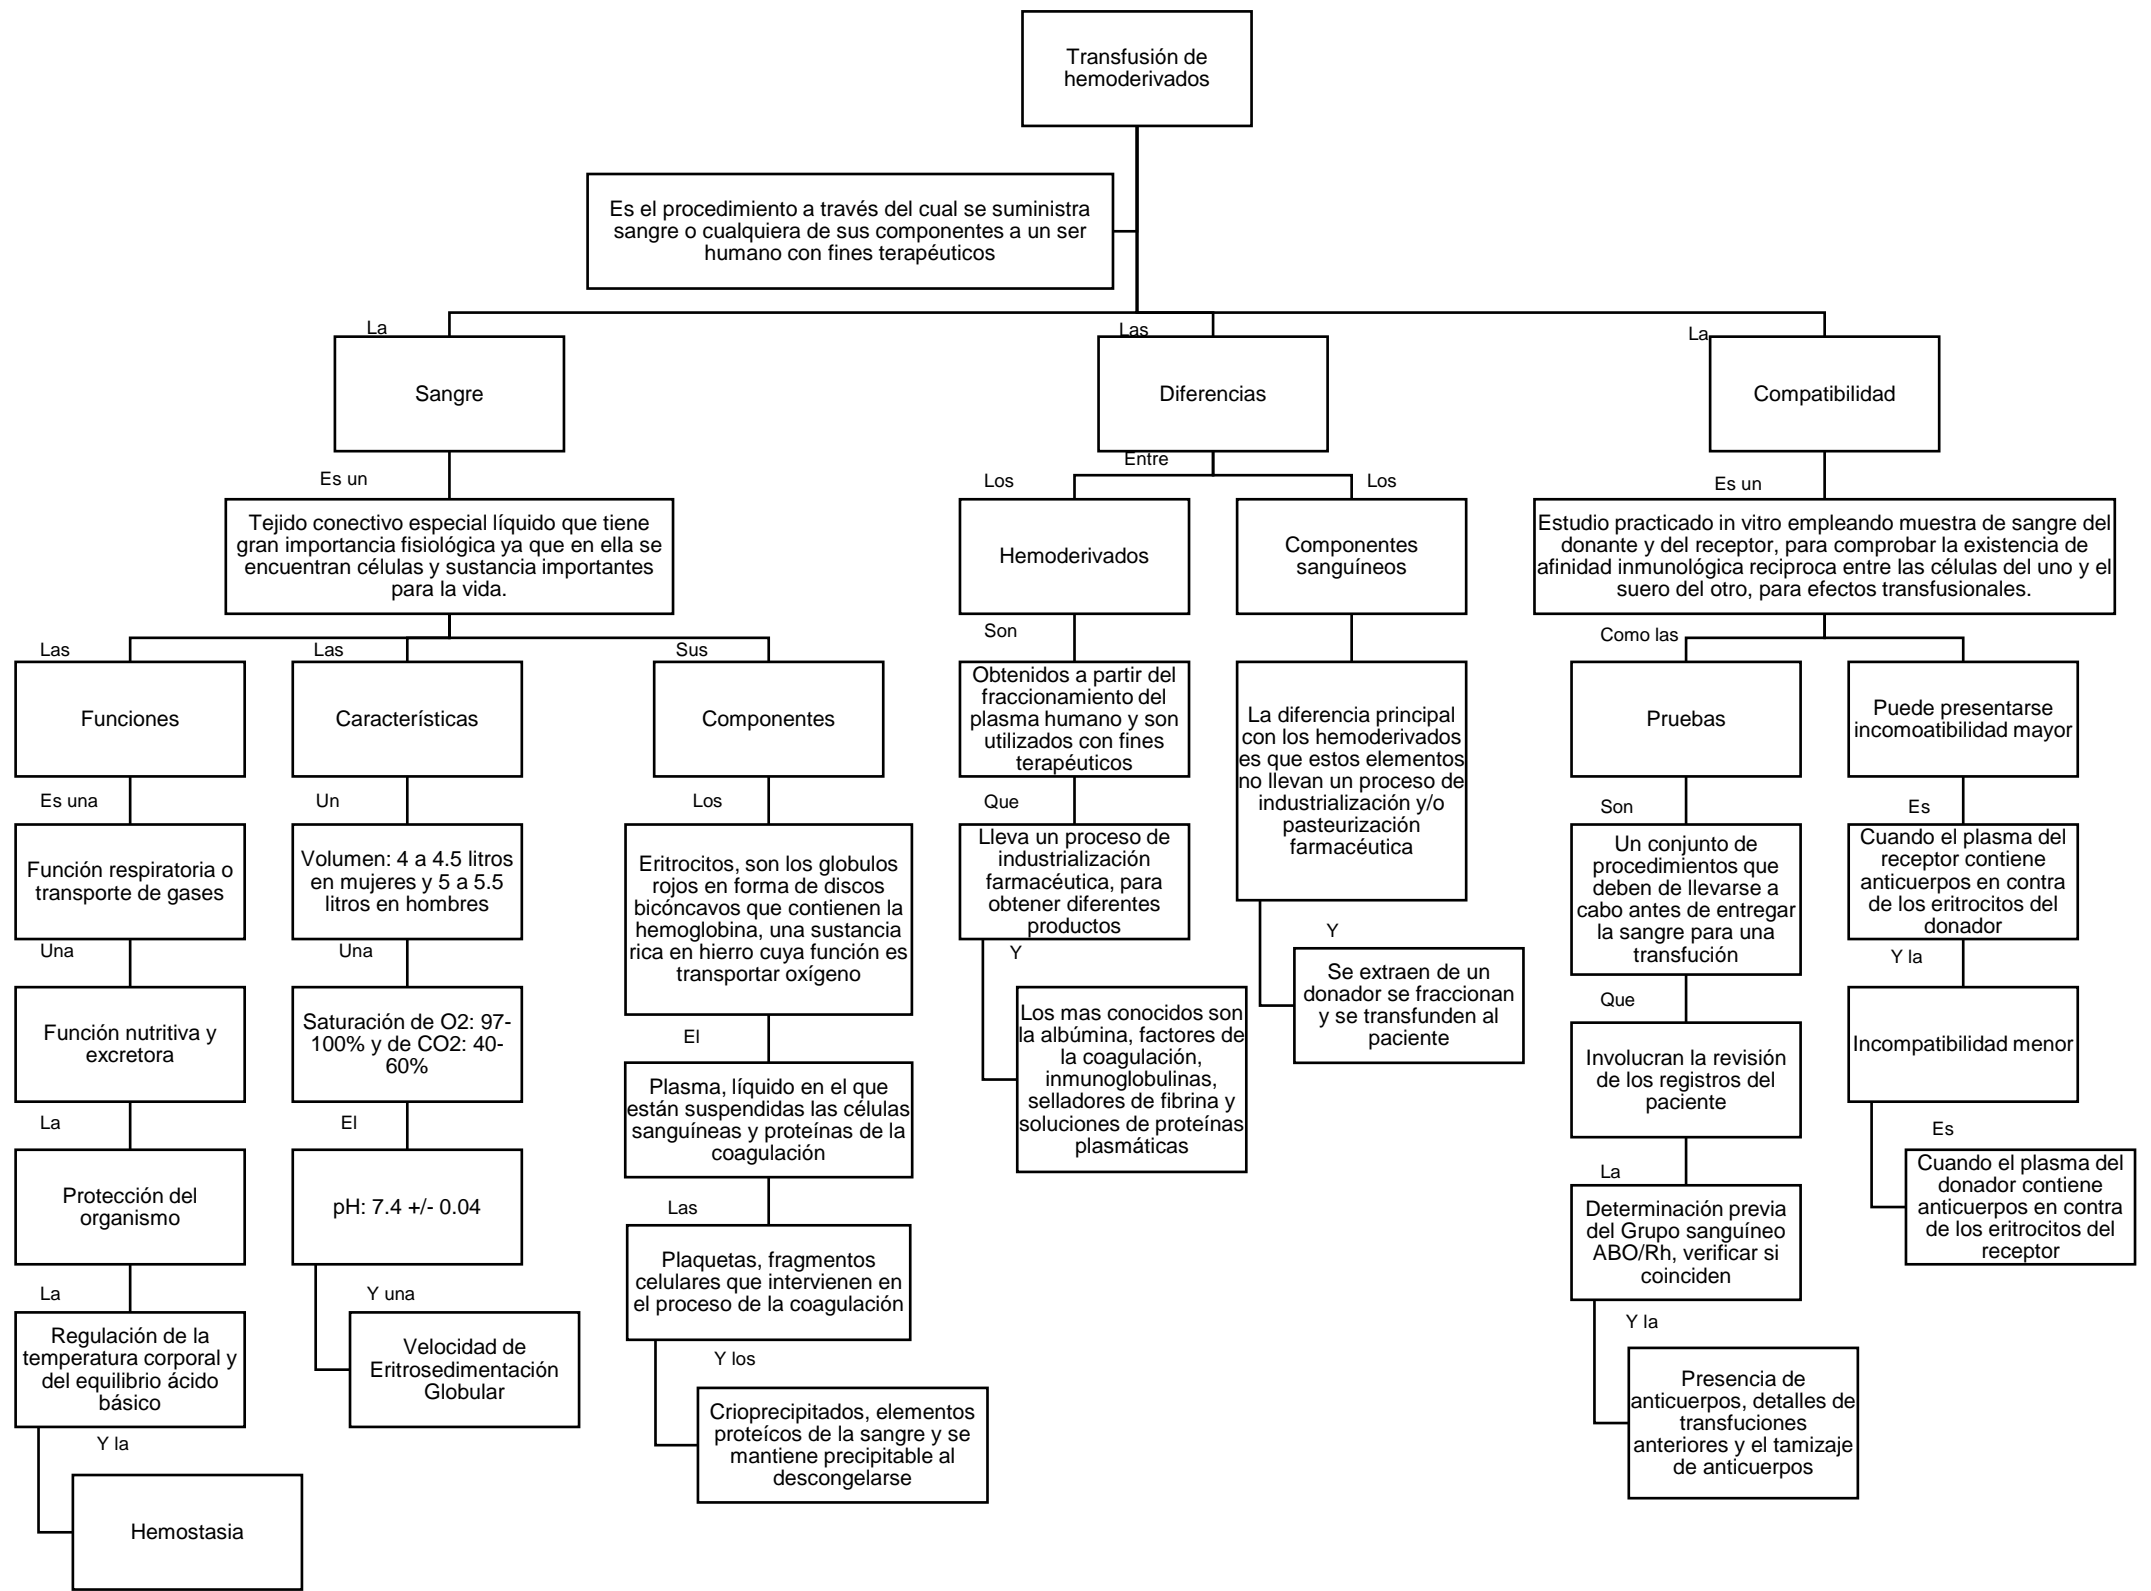 Transfusión de
hemoderivados
Es el procedimiento a través del cual se suministra
sangre o cualquiera de sus componentes a un ser
humano con fines terapéuticos
La
Sangre
Es un
Tejido conectivo especial líquido que tiene
gran importancia fisiológica ya que en ella se
encuentran células y sustancia importantes
para la vida.
Las
Funciones
Es una
Función respiratoria o
transporte de gases
Una
Función nutritiva y
excretora
La
Protección del
organismo
La
Regulación de la
temperatura corporal y
del equilibrio ácido
básico
Y la
Hemostasia
Las
Características
Un
Volumen: 4 a 4.5 litros
en mujeres y 5 a 5.5
litros en hombres
Una
Saturación de O2: 97-
100% y de CO2: 40-
60%
El
pH: 7.4 +/- 0.04
Y una
Velocidad de
Eritrosedimentación
Globular
Sus
Componentes
Los
Eritrocitos, son los globulos
rojos en forma de discos
bicóncavos que contienen la
hemoglobina, una sustancia
rica en hierro cuya función es
transportar oxígeno
El
Plasma, líquido en el que
están suspendidas las células
sanguíneas y proteínas de la
coagulación
Las
Plaquetas, fragmentos
celulares que intervienen en
el proceso de la coagulación
Y los
Crioprecipitados, elementos
proteícos de la sangre y se
mantiene precipitable al
descongelarse
Las
Diferencias
Entre
Los
Hemoderivados
Son
Obtenidos a partir del
fraccionamiento del
plasma humano y son
utilizados con fines
terapéuticos
Que
Lleva un proceso de
industrialización
farmacéutica, para
obtener diferentes
productos
Y
Los mas conocidos son
la albúmina, factores de
la coagulación,
inmunoglobulinas,
selladores de fibrina y
soluciones de proteínas
plasmáticas
Los
Componentes
sanguíneos
La diferencia principal
con los hemoderivados
es que estos elementos
no llevan un proceso de
industrialización y/o
pasteurización
farmacéutica
Y
Se extraen de un
donador se fraccionan
y se transfunden al
paciente
La
Compatibilidad
Es un
Estudio practicado in vitro empleando muestra de sangre del
donante y del receptor, para comprobar la existencia de
afinidad inmunológica reciproca entre las células del uno y el
suero del otro, para efectos transfusionales.
Como las
Pruebas
Son
Un conjunto de
procedimientos que
deben de llevarse a
cabo antes de entregar
la sangre para una
transfución
Que
Involucran la revisión
de los registros del
paciente
La
Determinación previa
del Grupo sanguíneo
ABO/Rh, verificar si
coinciden
Y la
Presencia de
anticuerpos, detalles de
transfuciones
anteriores y el tamizaje
de anticuerpos
Puede presentarse
incomoatibilidad mayor
Es
Cuando el plasma del
receptor contiene
anticuerpos en contra
de los eritrocitos del
donador
Y la
Incompatibilidad menor
Es
Cuando el plasma del
donador contiene
anticuerpos en contra
de los eritrocitos del
receptor